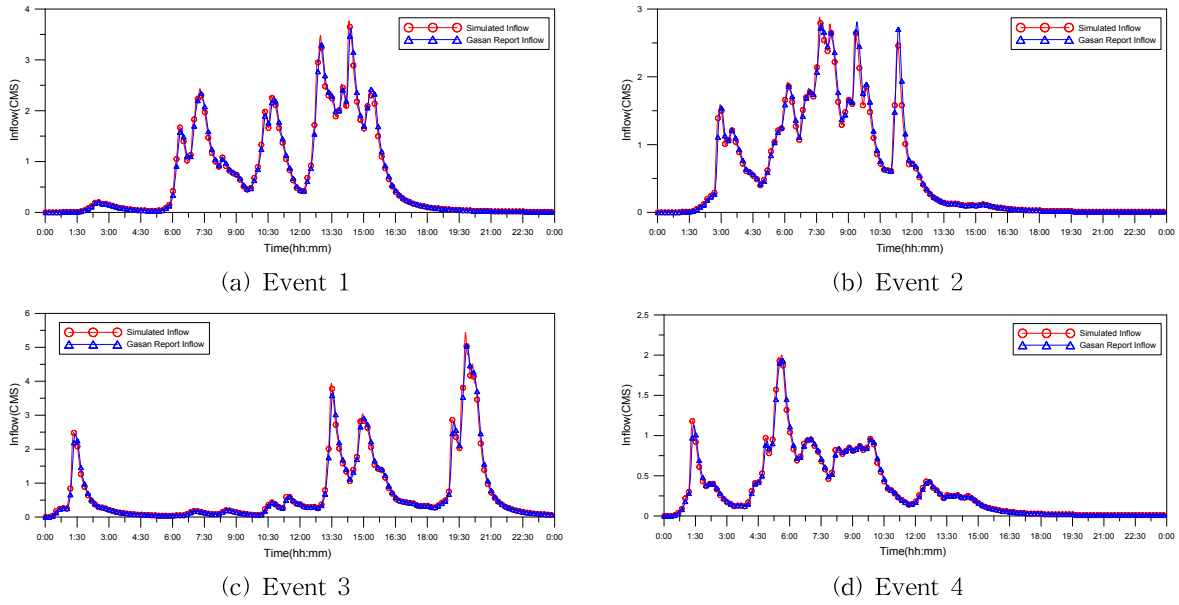 4
3
2
1
0
Inflow(CMS)
Simulated Inflow
Gasan Report Inflow
0:00 1:30 3:00 4:30 6:00 7:30 9:00 10:30 12:00 13:30 15:00 16:30 18:00 19:30 21:00 22:30 0:00
Time(hh:mm)
(a) Event 1
3
2
1
0
Inflow(CMS)
Simulated Inflow
Gasan Report Inflow
0:00 1:30 3:00 4:30 6:00 7:30 9:00 10:30 12:00 13:30 15:00 16:30 18:00 19:30 21:00 22:30 0:00
Time(hh:mm)
(b) Event 2
6
5
4
3
2
1
0
Inflow(CMS)
Simulated Inflow
Gasan Report Inflow
0:00 1:30 3:00 4:30 6:00 7:30 9:00 10:30 12:00 13:30 15:00 16:30 18:00 19:30 21:00 22:30 0:00
Time(hh:mm)
(c) Event 3
2.5
2
1.5
1
0.5
0
Inflow(CMS)
Simulated Inflow
Gasan Report Inflow
0:00 1:30 3:00 4:30 6:00 7:30 9:00 10:30 12:00 13:30 15:00 16:30 18:00 19:30 21:00 22:30 0:00
Time(hh:mm)
(d) Event 4